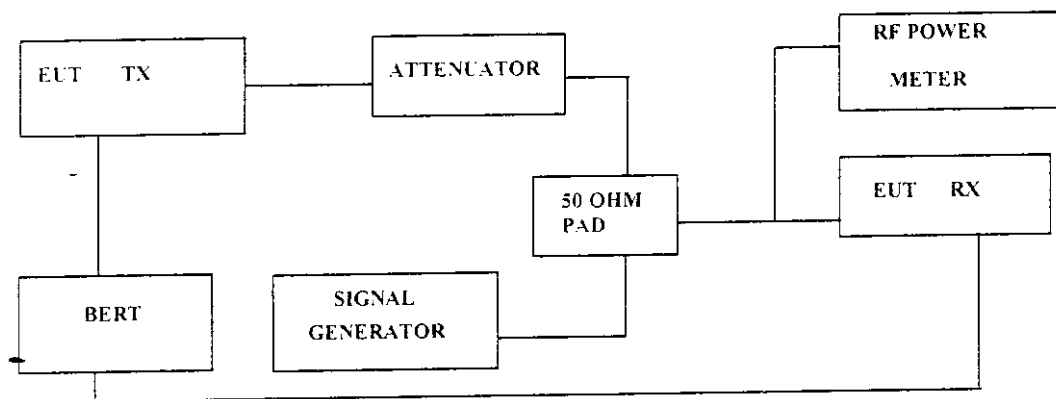 RF POWER
METER
EUT TX
ATTENUATOR
50 OHM
PAD
EUT RX
SIGNAL
GENERATOR
BERT